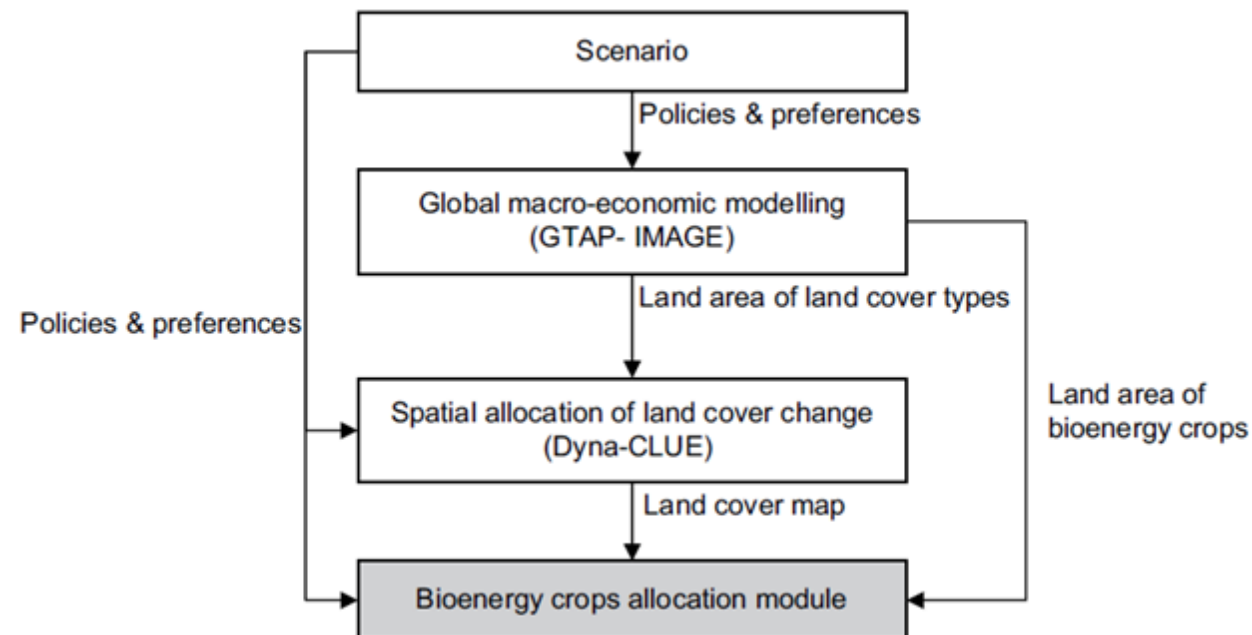 Scenario
Policies & preferences
Global macro-economic modelling
(GTAP- IMAGE)
Land area of land cover types
Policies & preferences
Land area of
bioenergy crops
Spatial allocation of land cover change
(Dyna-CLUE)
Land cover map
Bioenergy crops allocation module